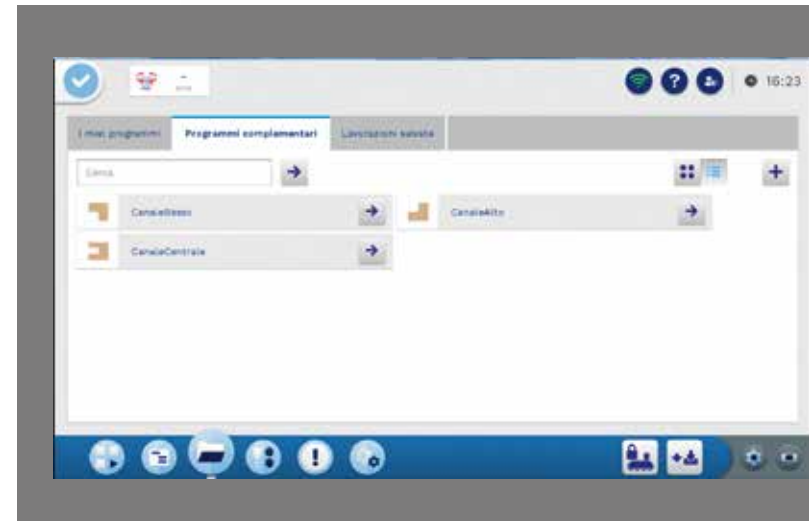 16:23
I miei programmi
Programmi complementari
Lavorazioni salvate
Cerca
CanaleBasso
CanaleAlto
CanaleCentrale